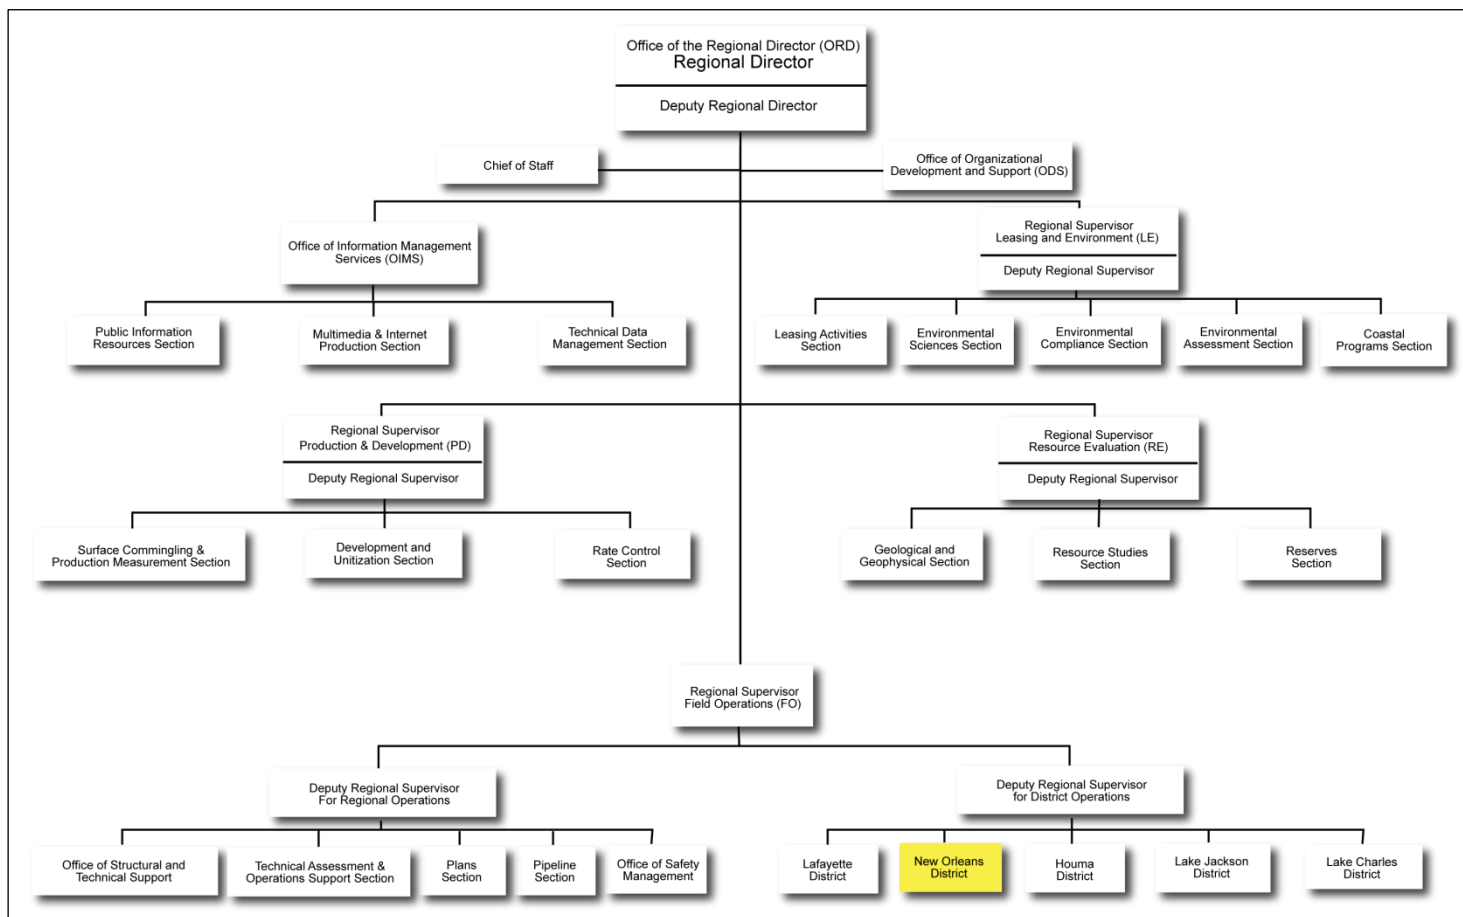 Office of the Regional Director (ORD)
Regional Director
Deputy Regional Director
Chief of Staff
Office of Organizational
Development and Support (ODS)
Office of Information Management
Services (OIMS)
Regional Supervisor
Leasing and Environment (LE)
Deputy Regional Supervisor
Public Information
Resources Section
Multimedia & Internet
Production Section
Technical Data
Management Section
Leasing Activities
Section
Environmental
Sciences Section
Environmental
Compliance Section
Environmental
Assessment Section
Coastal
Programs Section
Regional Supervisor
Production & Development (PD)
Deputy Regional Supervisor
Regional Supervisor
Resource Evaluation (RE)
Deputy Regional Supervisor
Surface Commingling &
Production Measurement Section
Development and
Unitization Section
Rate Control
Section
Geological and
Geophysical Section
Resource Studies
Section
Reserves
Section
Regional Supervisor
Field Operations (FO)
Deputy Regional Supervisor
For Regional Operations
Deputy Regional Supervisor
for District Operations
Office of Structural and
Technical Support
Technical Assessment &
Operations Support Section
Plans
Section
Pipeline
Section
Office of Safety
Management
Lafayette
District
New Orleans
District
Houma
District
Lake Jackson
District
Lake Charles
District